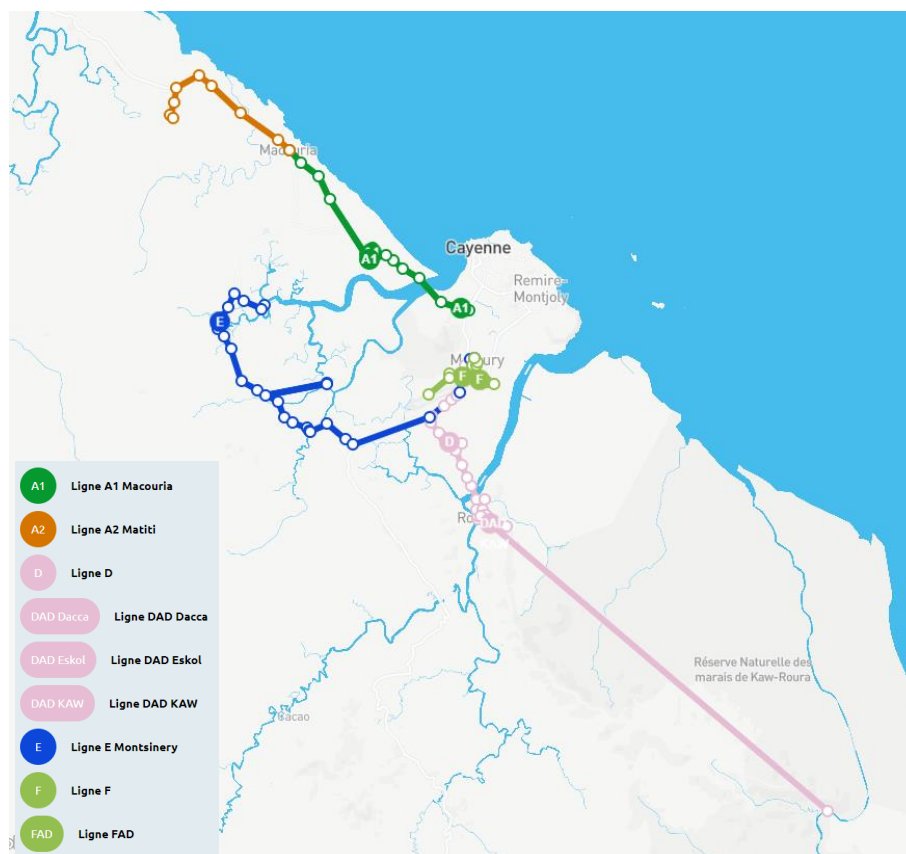 Macouria
A1
Cayenne
Remire-
Montjoly
A1
E
Matoury
F
F
D
DAD
Réserve Naturelle des
marais de Kaw-Roura
Cacao
A1 Ligne A1 Macouria
A2 Ligne A2 Matiti
D Ligne D
DAD Dacca Ligne DAD Dacca
DAD Eskol Ligne DAD Eskol
DAD KAW Ligne DAD KAW
E Ligne E Montsinery
F Ligne F
FAD Ligne FAD